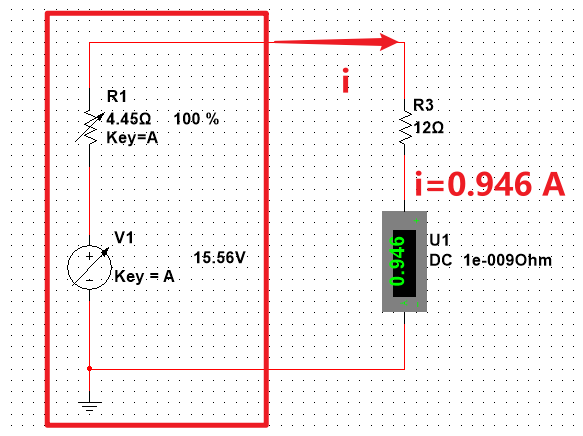 i
R1
4.45Ω 100 %
Key=A
R3
12Ω
i=0.946 A
V1
15.56V
Key = A
+
-
+
0.946
-
U1
DC 1e-009Ohm